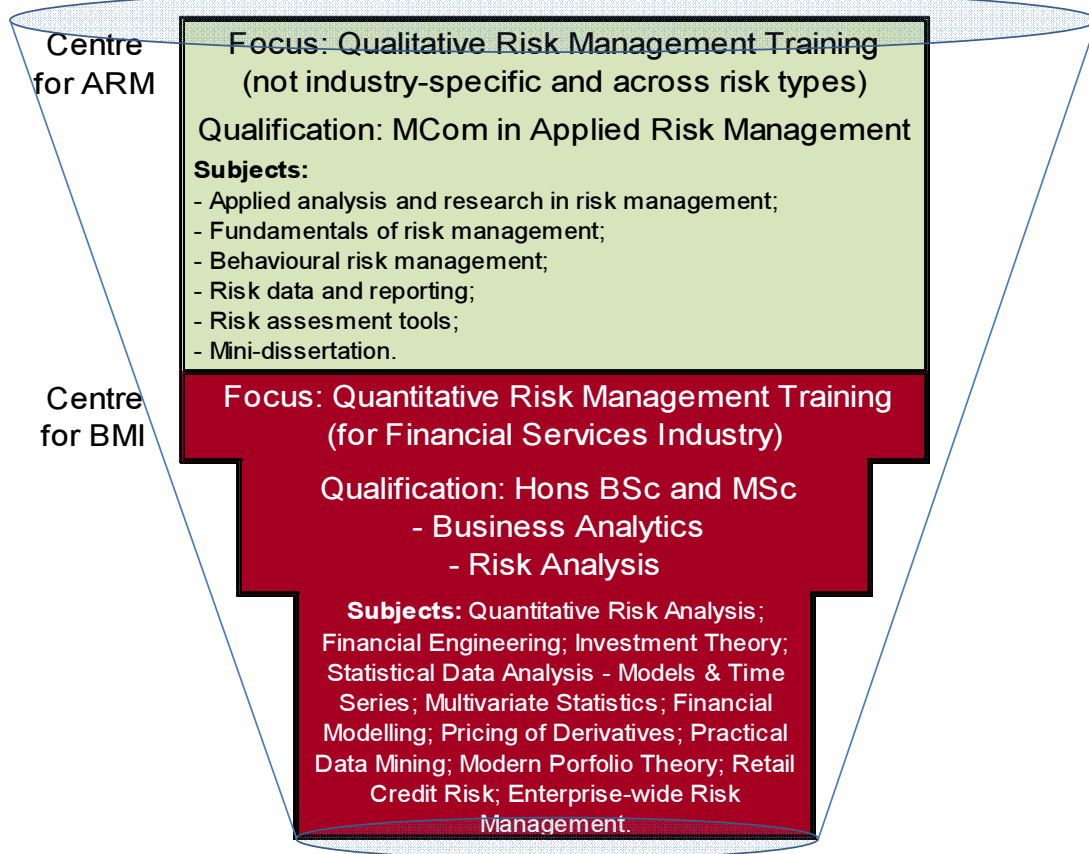 Centre
for ARM
Focus: Qualitative Risk Management Training
(not industry-specific and across risk types)
Qualification: MCom in Applied Risk Management
Subjects:
- Applied analysis and research in risk management;
- Fundamentals of risk management;
- Behavioural risk management;
- Risk data and reporting;
- Risk assesment tools;
- Mini-dissertation.
Centre
for BMI
Focus: Quantitative Risk Management Training
(for Financial Services Industry)
Qualification: Hons BSc and MSc
- Business Analytics
- Risk Analysis
Subjects: Quantitative Risk Analysis;
Financial Engineering; Investment Theory;
Statistical Data Analysis - Models & Time
Series; Multivariate Statistics; Financial
Modelling; Pricing of Derivatives; Practical
Data Mining; Modern Porfolio Theory; Retail
Credit Risk; Enterprise-wide Risk
Management.